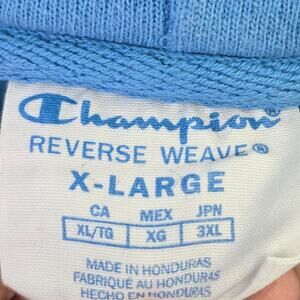 Champion
REVERSE WEAVE®
X-LARGE
CA MEX JPN
XL/TG XG 3XL
MADE IN HONDURAS
FABRIQUÉ AU HONDURAS
HECHO EN HONDURAS